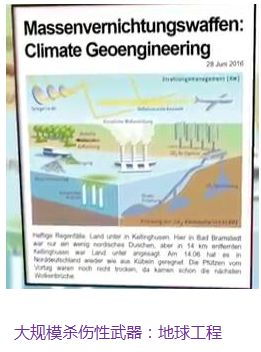 Massenvernichtungswaffen:
Climate Geoengineering
28 Juni 2016
Strahlungsmanagement (RM)
Heftige Regenfälle, Land unter in Kellinghusen. Hier in Bad Bramstedt
war nur ein wenig nordisches Duschen, aber in 14 km entfernten
Kellinghusen war Land unter angesagt. Am 14.06 hat es in
Norddeutschland wieder wie aus Kübeln geregnet. Die Pfützen vom
Vortag waren noch nicht trocken, da kamen schon die nächsten
Wolkenbrüche.
大规模杀伤性武器：地球工程